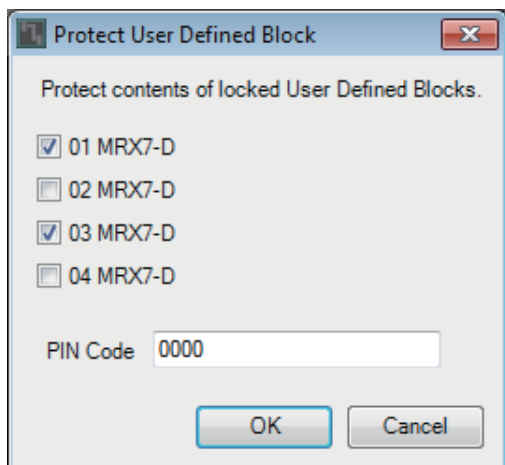 Protect User Defined Block
Protect contents of locked User Defined Blocks.
01 MRX7-D
02 MRX7-D
03 MRX7-D
04 MRX7-D
PIN Code 0000
OK Cancel